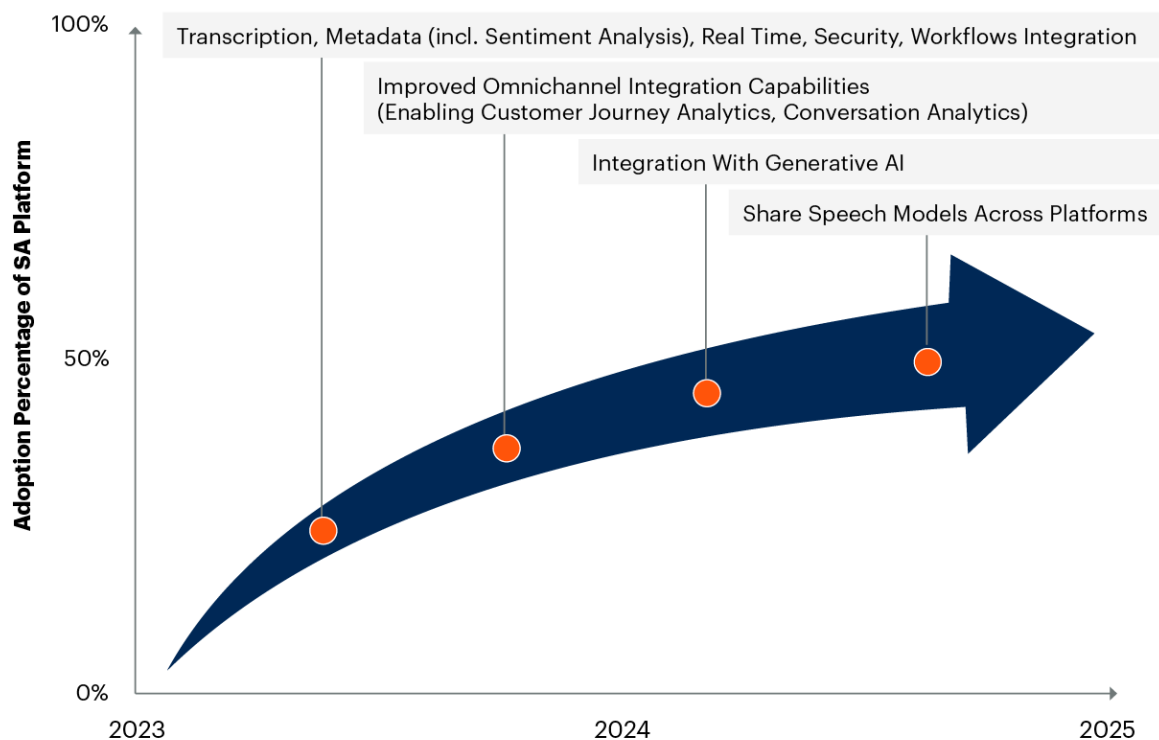 100%
Transcription, Metadata (incl. Sentiment Analysis), Real Time, Security, Workflows Integration
Improved Omnichannel Integration Capabilities
(Enabling Customer Journey Analytics, Conversation Analytics)
Integration With Generative AI
Share Speech Models Across Platforms
Adoption Percentage of SA Platform
50%
0%
2023
2024
2025